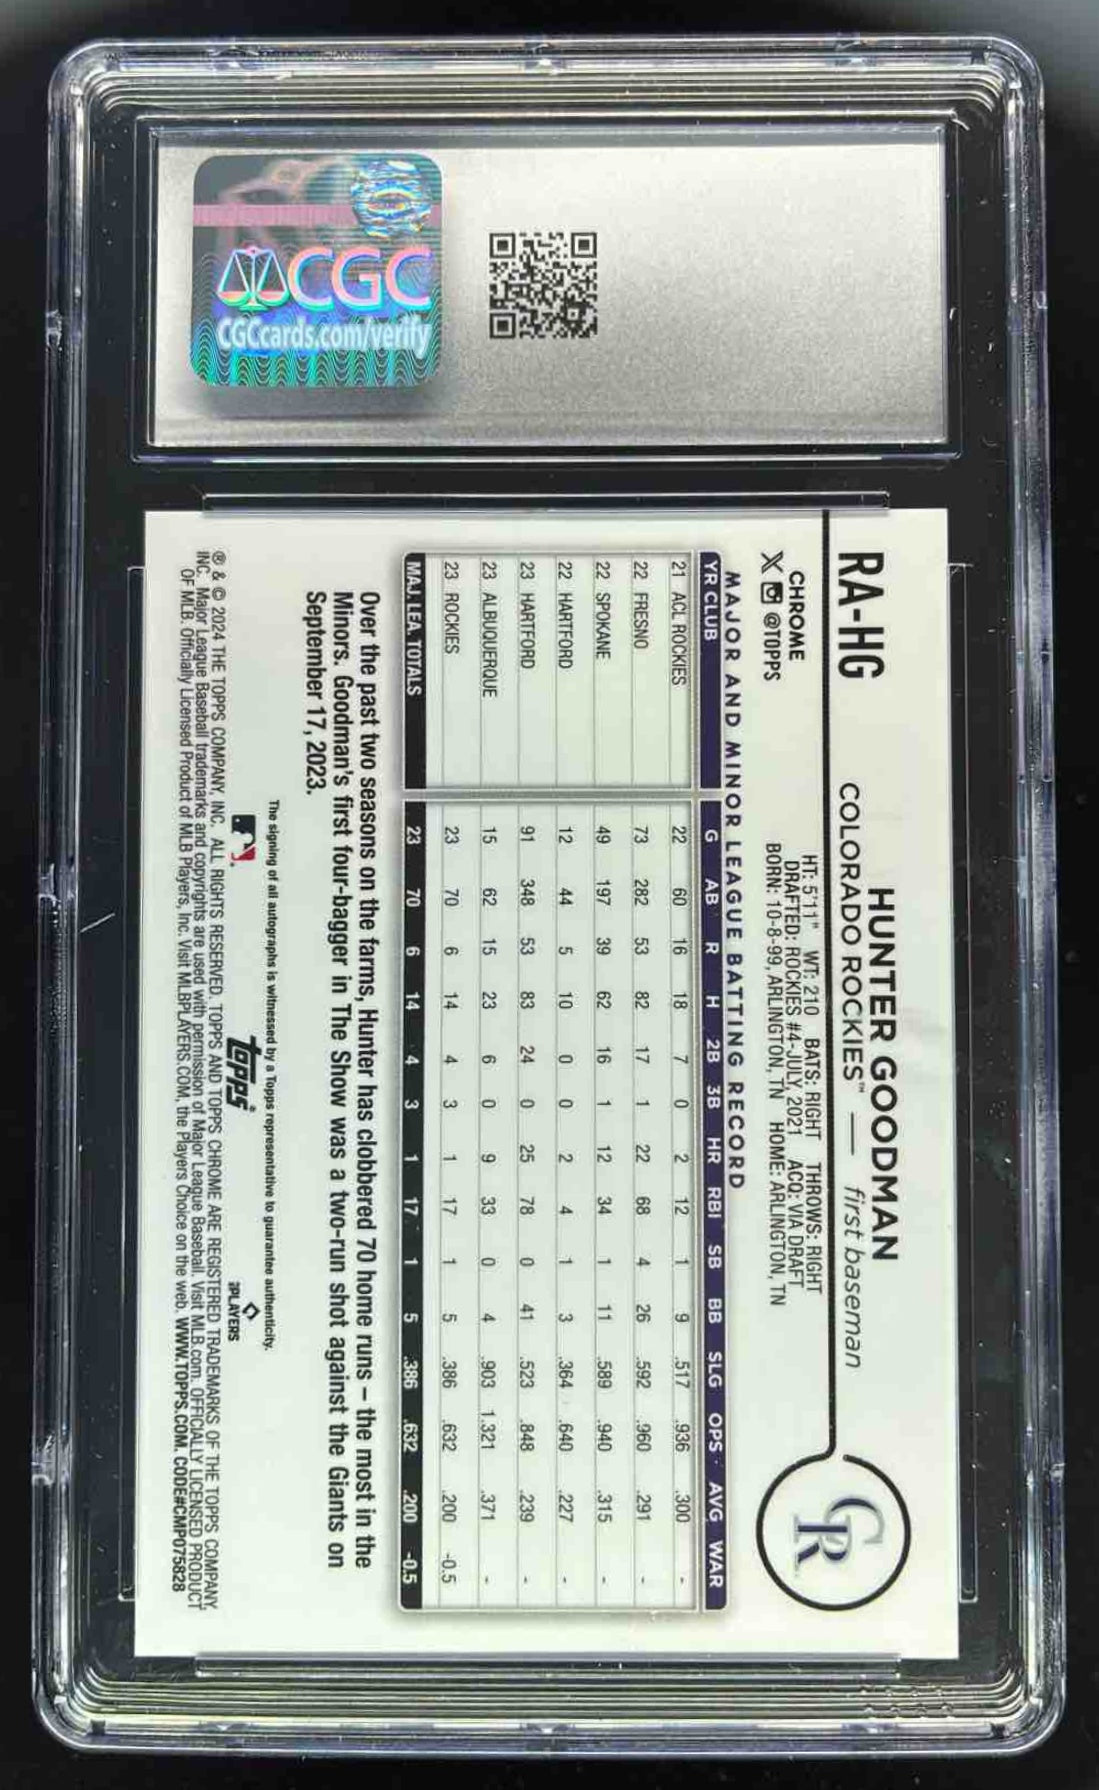 CGC
CGCcards.com/verify
RA-HG
HUNTER GOODMAN
COLORADO ROCKIES™ — first baseman
CR
CHROME
X @TOPPS
HT: 5'11" WT: 210 BATS: RIGHT THROWS: RIGHT
DRAFTED: ROCKIES #4-JULY, 2021 ACQ: VIA DRAFT
BORN: 10-8-99, ARLINGTON, TN HOME: ARLINGTON, TN
MAJOR AND MINOR LEAGUE BATTING RECORD
YR CLUB G AB R H 2B 3B HR RBI SB BB SLG OPS AVG WAR
21 ACL ROCKIES 22 60 16 18 7 0 2 12 1 9 .517 .936 .300 -
22 FRESNO 73 282 53 82 17 1 22 68 4 26 .592 .960 .291 -
22 SPOKANE 49 197 39 62 16 1 12 34 1 11 .589 .940 .315 -
22 HARTFORD 12 44 5 10 0 0 2 4 1 3 .364 .640 .227 -
23 HARTFORD 91 348 53 83 24 0 25 78 0 41 .523 .848 .239 -
23 ALBUQUERQUE 15 62 15 23 6 0 9 33 0 4 .903 1.321 .371 -
23 ROCKIES 23 70 6 14 4 3 1 17 1 5 .386 .632 .200 -0.5
MAJ. LEA. TOTALS 23 70 6 14 4 3 1 17 1 5 .386 .632 .200 -0.5
Over the past two seasons on the farms, Hunter has clobbered 70 home runs – the most in the
Minors. Goodman's first four-bagger in The Show was a two-run shot against the Giants on
September 17, 2023.
The signing of all autographs is witnessed by a Topps representative to guarantee authenticity.
topps
PLAYERS
® & © 2024 THE TOPPS COMPANY, INC. ALL RIGHTS RESERVED. TOPPS AND TOPPS CHROME ARE REGISTERED TRADEMARKS OF THE TOPPS COMPANY,
INC. Major League Baseball trademarks and copyrights are used with permission of Major League Baseball. Visit MLB.com. OFFICIALLY LICENSED PRODUCT
OF MLB. Officially Licensed Product of MLB Players, Inc. Visit MLBPLAYERS.COM, the Players Choice on the web. WWW.TOPPS.COM. CODE#CMP075828